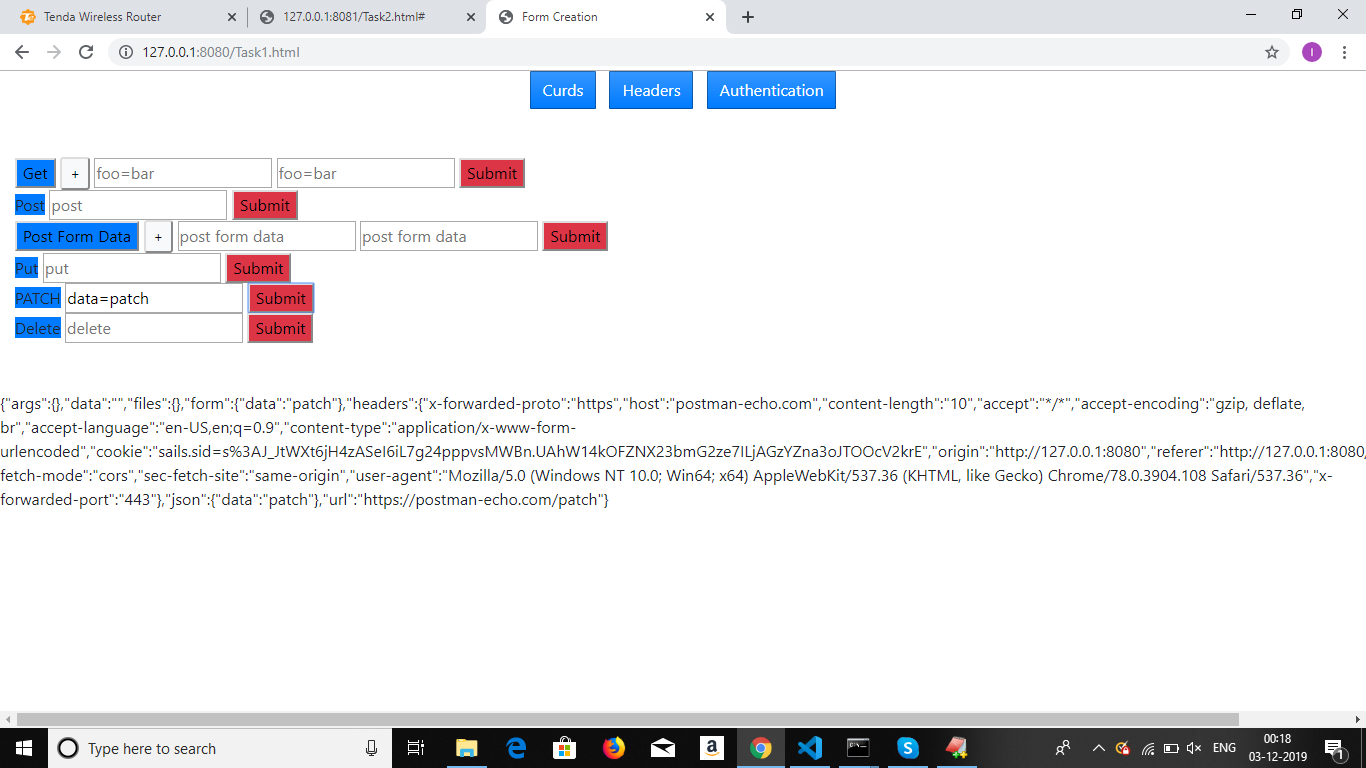 Tenda Wireless Router
127.0.0.1:8081/Task2.html#
Form Creation
127.0.0.1:8080/Task1.html
I
Curds Headers Authentication
Get + foo=bar foo=bar Submit
Post post Submit
Post Form Data + post form data post form data Submit
Put put Submit
PATCH data=patch Submit
Delete delete Submit
{"args":{},"data":"","files":{},"form":{"data":"patch"},"headers":{"x-forwarded-proto":"https","host":"postman-echo.com","content-length":"10","accept":"*/*","accept-encoding":"gzip, deflate,
br","accept-language":"en-US,en;q=0.9","content-type":"application/x-www-form-
urlencoded","cookie":"sails.sid=s%3AJ_JtWXt6jH4zASeI6iL7g24pppvsMWBn.UAhW14kOFZNX23bmG2ze7ILjAGzYZna3oJTOOcV2krE","origin":"http://127.0.0.1:8080","referer":"http://127.0.0.1:8080,
fetch-mode":"cors","sec-fetch-site":"same-origin","user-agent":"Mozilla/5.0 (Windows NT 10.0; Win64; x64) AppleWebKit/537.36 (KHTML, like Gecko) Chrome/78.0.3904.108 Safari/537.36","x-
forwarded-port":"443"},"json":{"data":"patch"},"url":"https://postman-echo.com/patch"}
Type here to search
ENG
00:18
03-12-2019
1